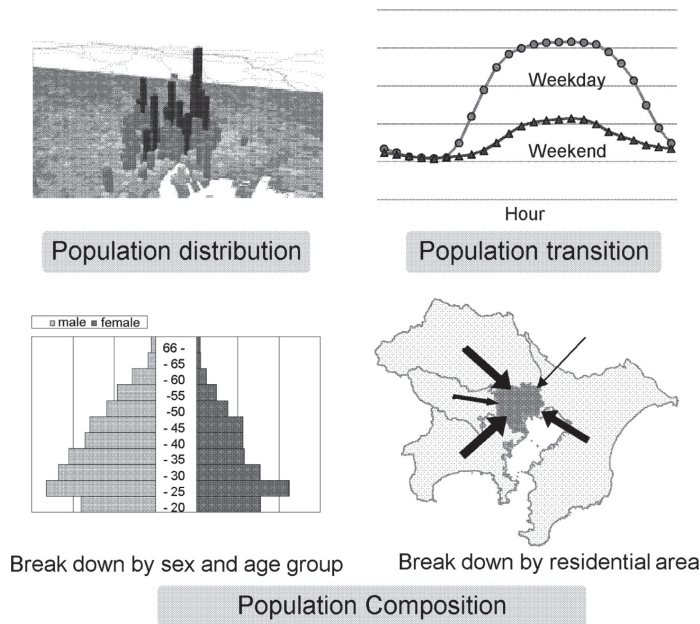 Weekday
Weekend
Hour
Population distribution
Population transition
male female
66 -
- 65
- 60
- 55
-50
- 45
- 40
- 35
- 30
- 25
- 20
Break down by sex and age group
Break down by residential area
Population Composition